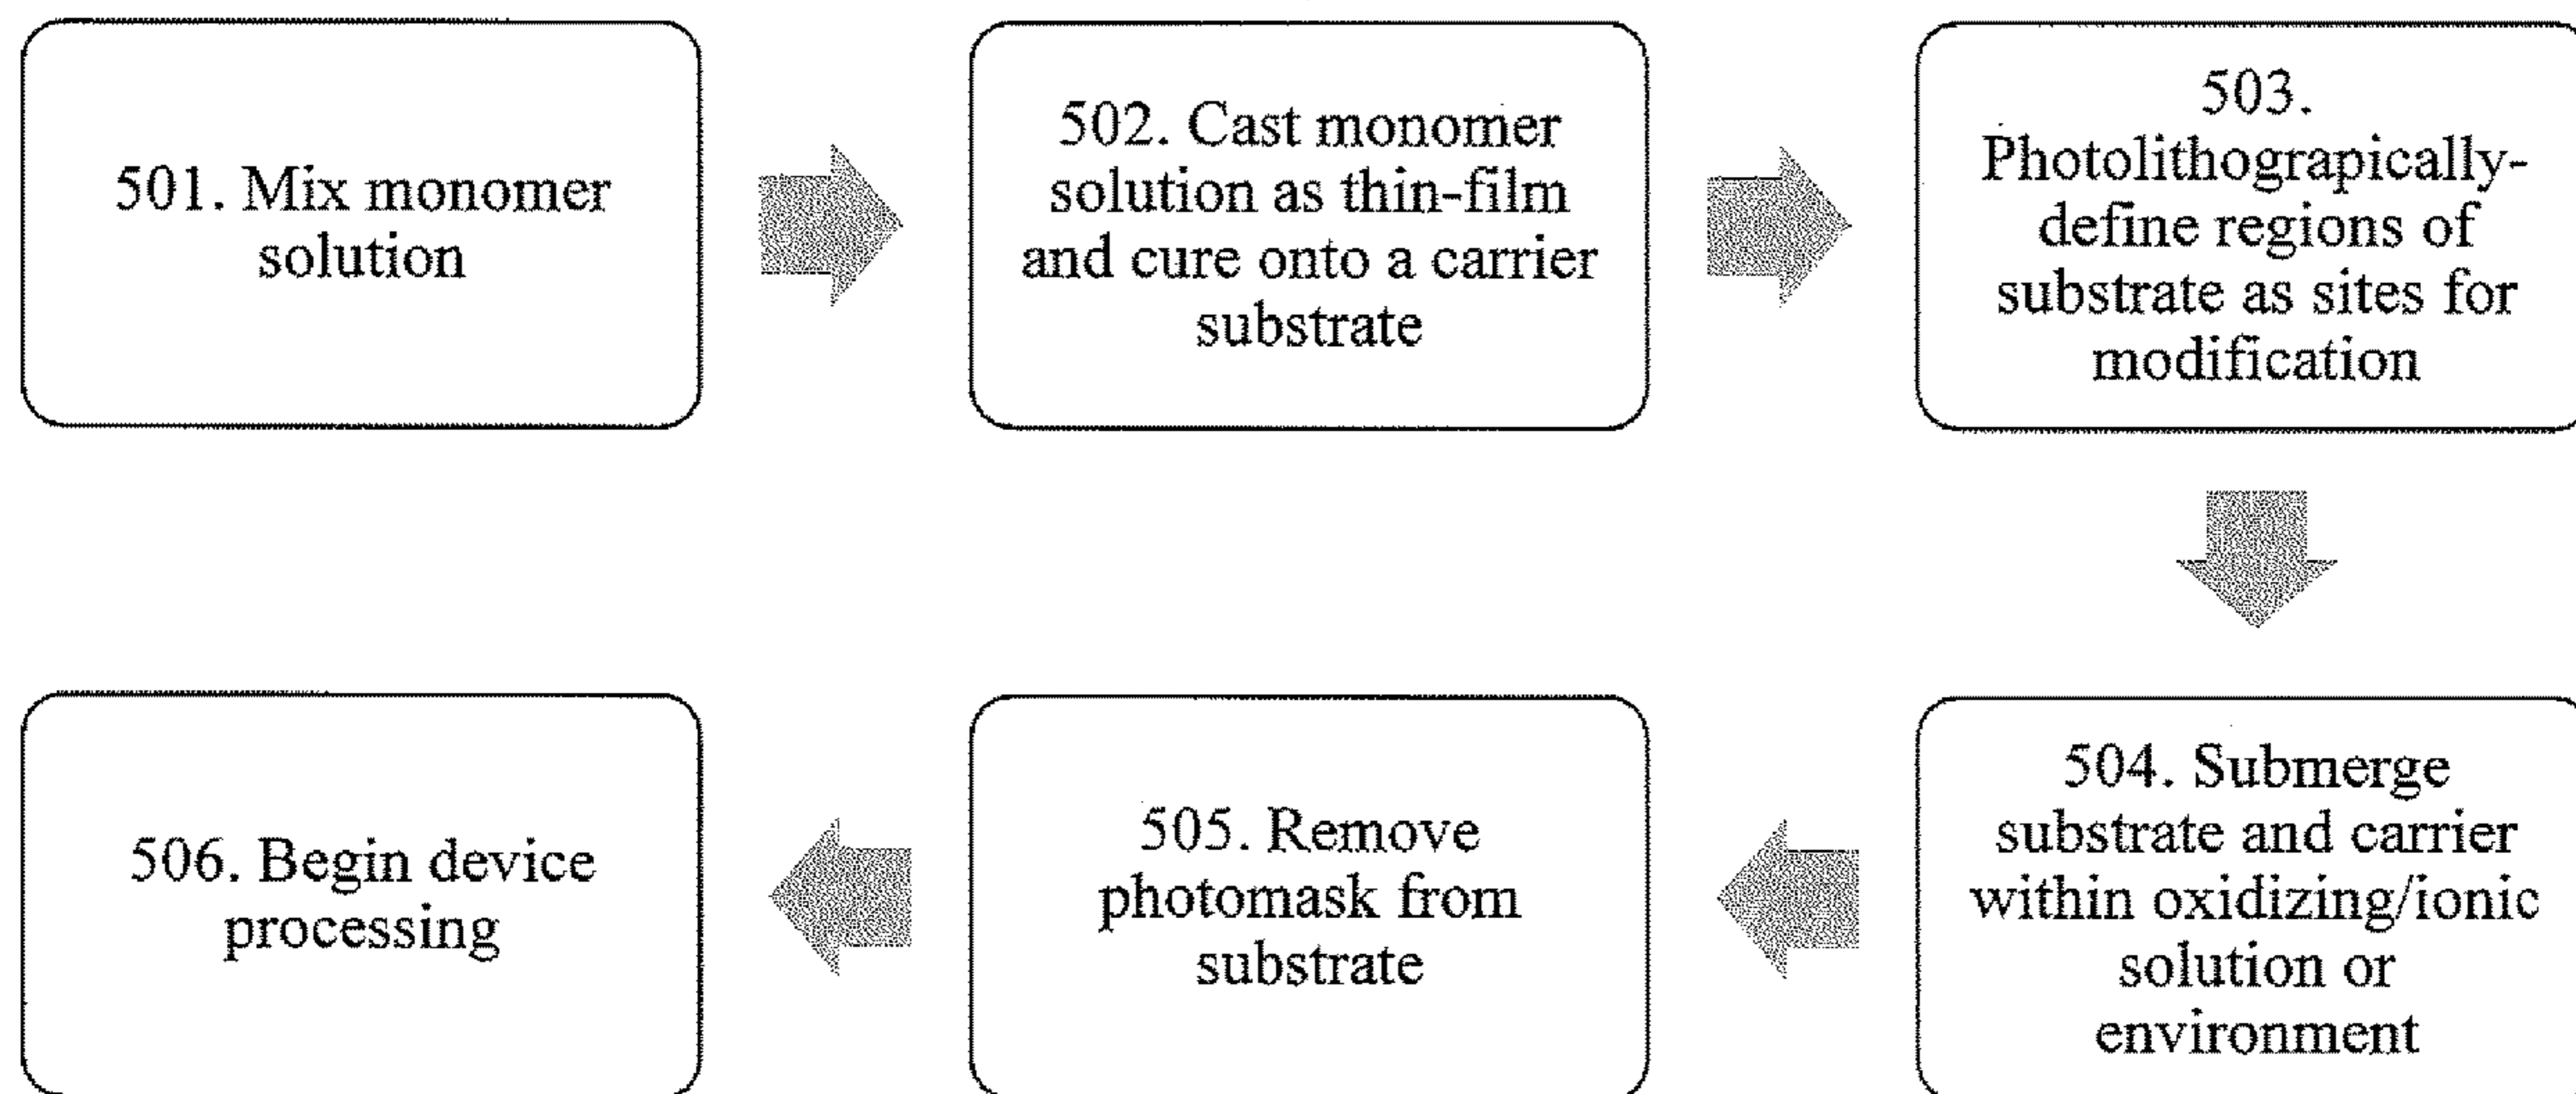 501. Mix monomer
solution
502. Cast monomer
solution as thin-film
and cure onto a carrier
substrate
503.
Photolithograpically-
define regions of
substrate as sites for
modification
504. Submerge
substrate and carrier
within oxidizing/ionic
solution or
environment
505. Remove
photomask from
substrate
506. Begin device
processing